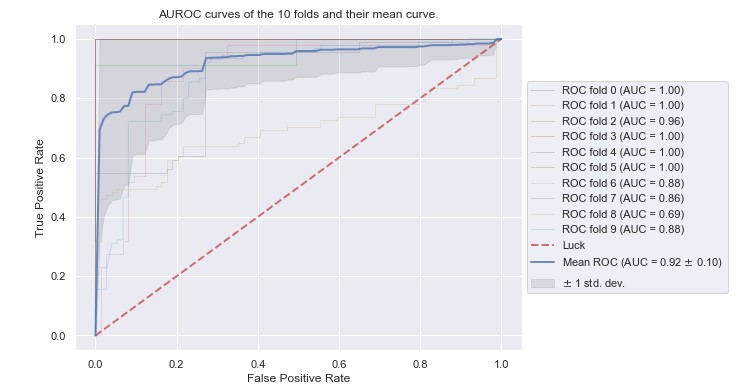 AUROC curves of the 10 folds and their mean curve.
True Positive Rate
1.0
0.8
0.6
0.4
0.2
0.0
0.0 0.2 0.4 0.6 0.8 1.0
False Positive Rate
ROC fold 0 (AUC = 1.00)
ROC fold 1 (AUC = 1.00)
ROC fold 2 (AUC = 0.96)
ROC fold 3 (AUC = 1.00)
ROC fold 4 (AUC = 1.00)
ROC fold 5 (AUC = 1.00)
ROC fold 6 (AUC = 0.88)
ROC fold 7 (AUC = 0.86)
ROC fold 8 (AUC = 0.69)
ROC fold 9 (AUC = 0.88)
Luck
Mean ROC (AUC = 0.92 ± 0.10)
± 1 std. dev.